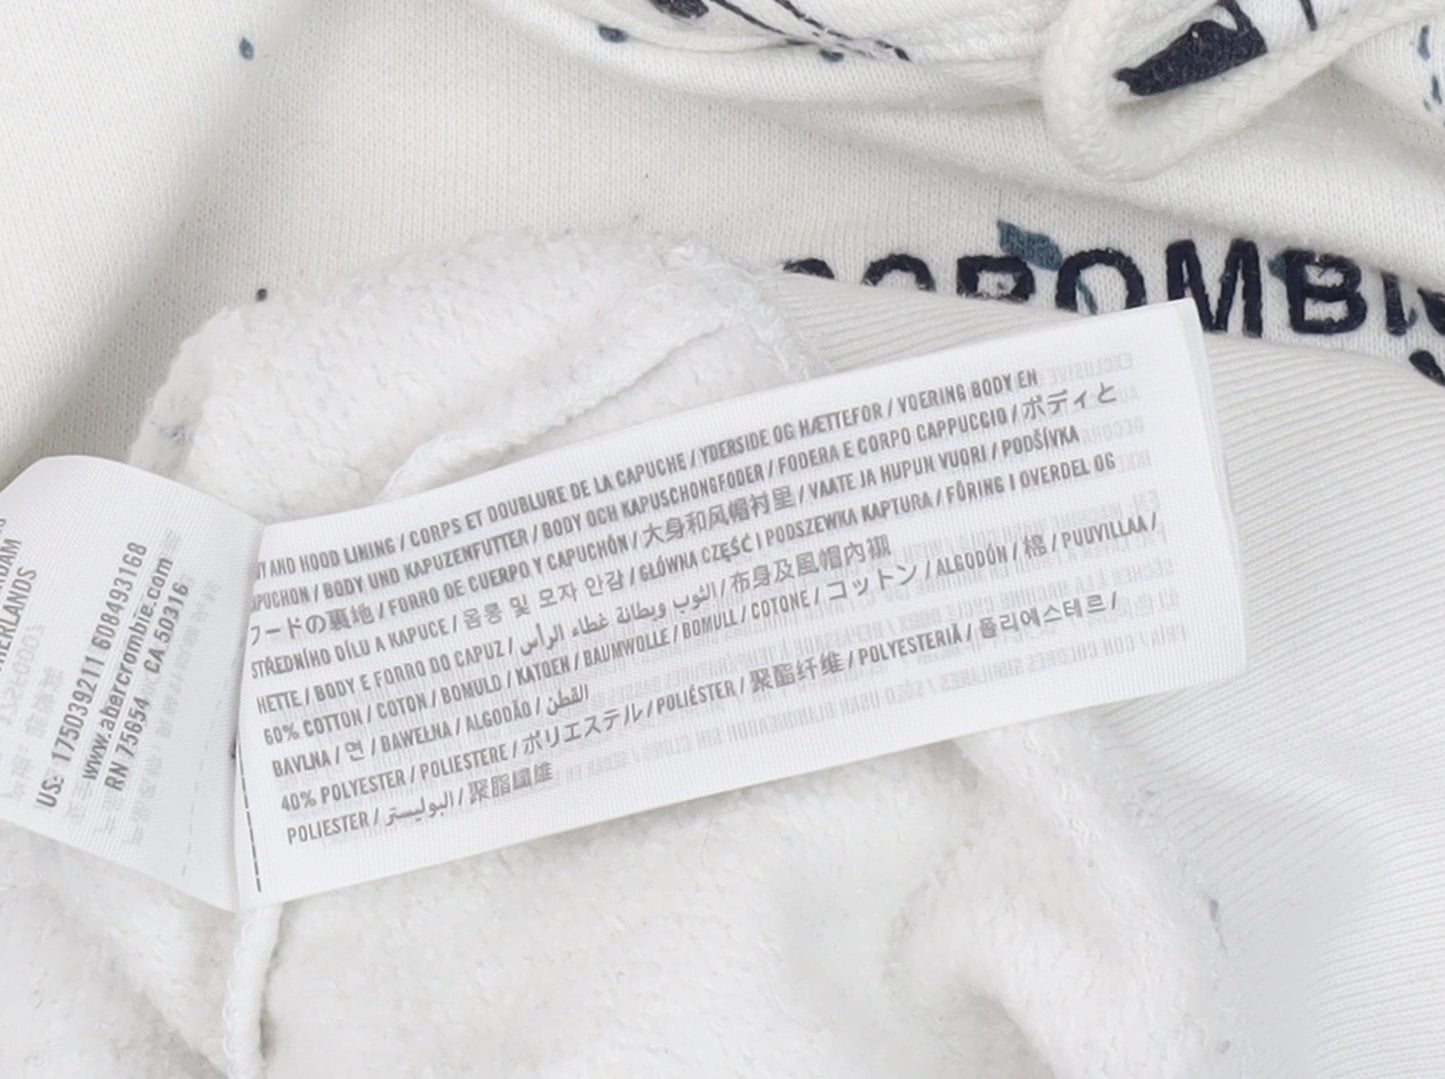 OROMBI
AND HOOD LINING / CORPS ET DOUBLURE DE LA CAPUCHE / YDERSIDE OG HÆTTEFOR / VOERING BODY EN
APUCHON / BODY UND KAPUZENFUTTER / BODY OCH KAPUSCHONGFODER / FODERA E CORPO CAPPUCCIO / ボディと
フードの裏地 / FORRO DE CUERPO Y CAPUCHÓN / 大身和风帽衬里 / VAATE JA HUPUN VUORI / PODŠÍVKA
STŘEDNÍHO DÍLU A KAPUCE / 몸통 및 모자 안감 / GŁÓWNA CZĘŚĆ I PODSZEWKA KAPTURA / FÔRING I OVERDEL OG
HETTE / BODY E FORRO DO CAPUZ / الثوب وبطانة غطاء الرأس / 布身及風帽內襯
60% COTTON / COTON / BOMULD / KATOEN / BAUMWOLLE / BOMULL / COTONE / コットン / ALGODÓN / 棉 / PUUVILLAA /
BAVLNA / 면 / BAWEŁNA / ALGODÃO / القطن
40% POLYESTER / POLIESTERE / ポリエステル / POLIÉSTER / 聚酯纤维 / POLYESTERIÄ / 폴리에스테르 /
POLIESTER / البوليستر / 聚脂纖維
HERLANDS
US: 175039211 608493168
www.abercrombie.com
RN 75654 CA 50316